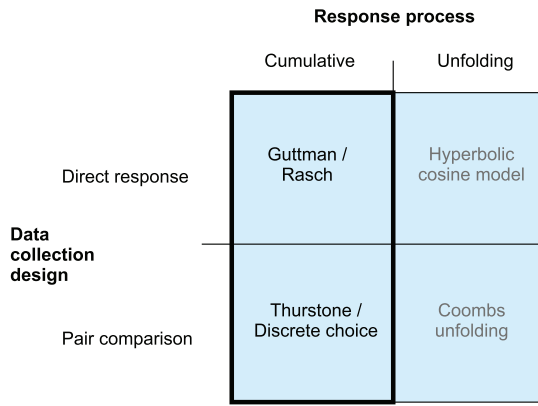 Response process
Cumulative
Unfolding
Direct response
Guttman /
Rasch
Hyperbolic
cosine model
Data
collection
design
Pair comparison
Thurstone /
Discrete choice
Coombs
unfolding